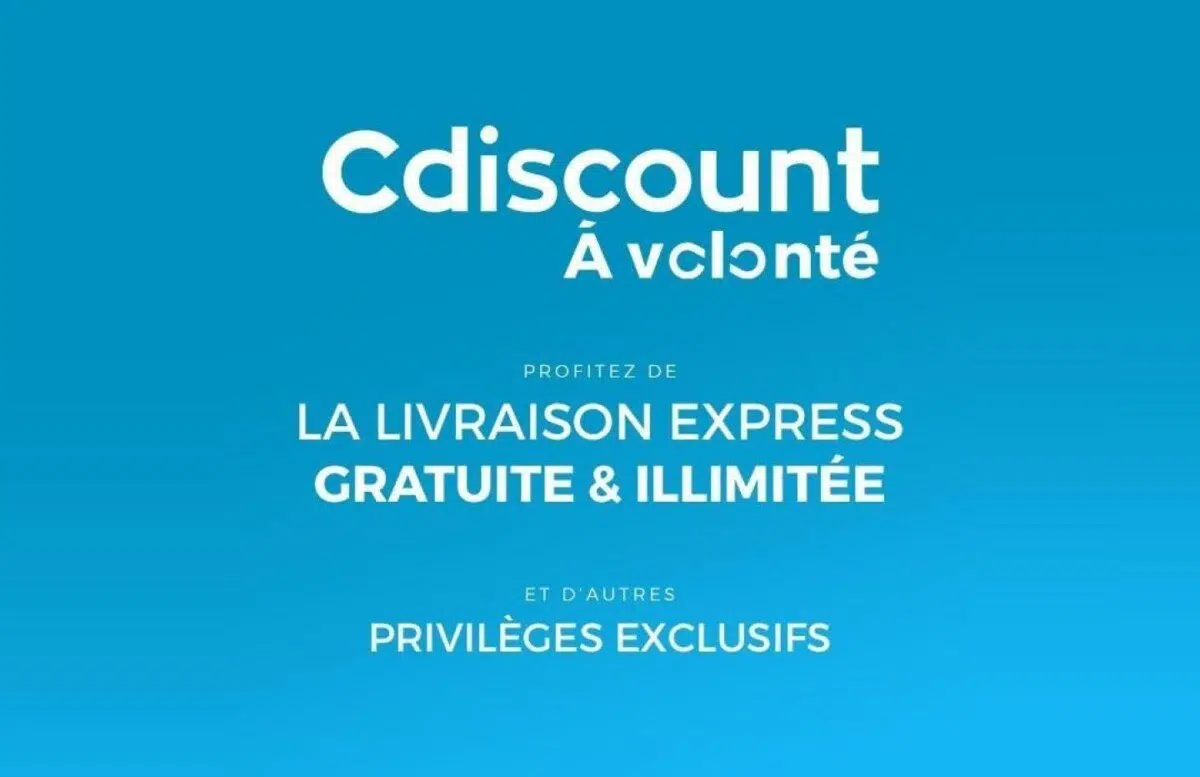 Cdiscount
À volonté
PROFITEZ DE
LA LIVRAISON EXPRESS
GRATUITE & ILLIMITÉE
ET D'AUTRES
PRIVILÈGES EXCLUSIFS